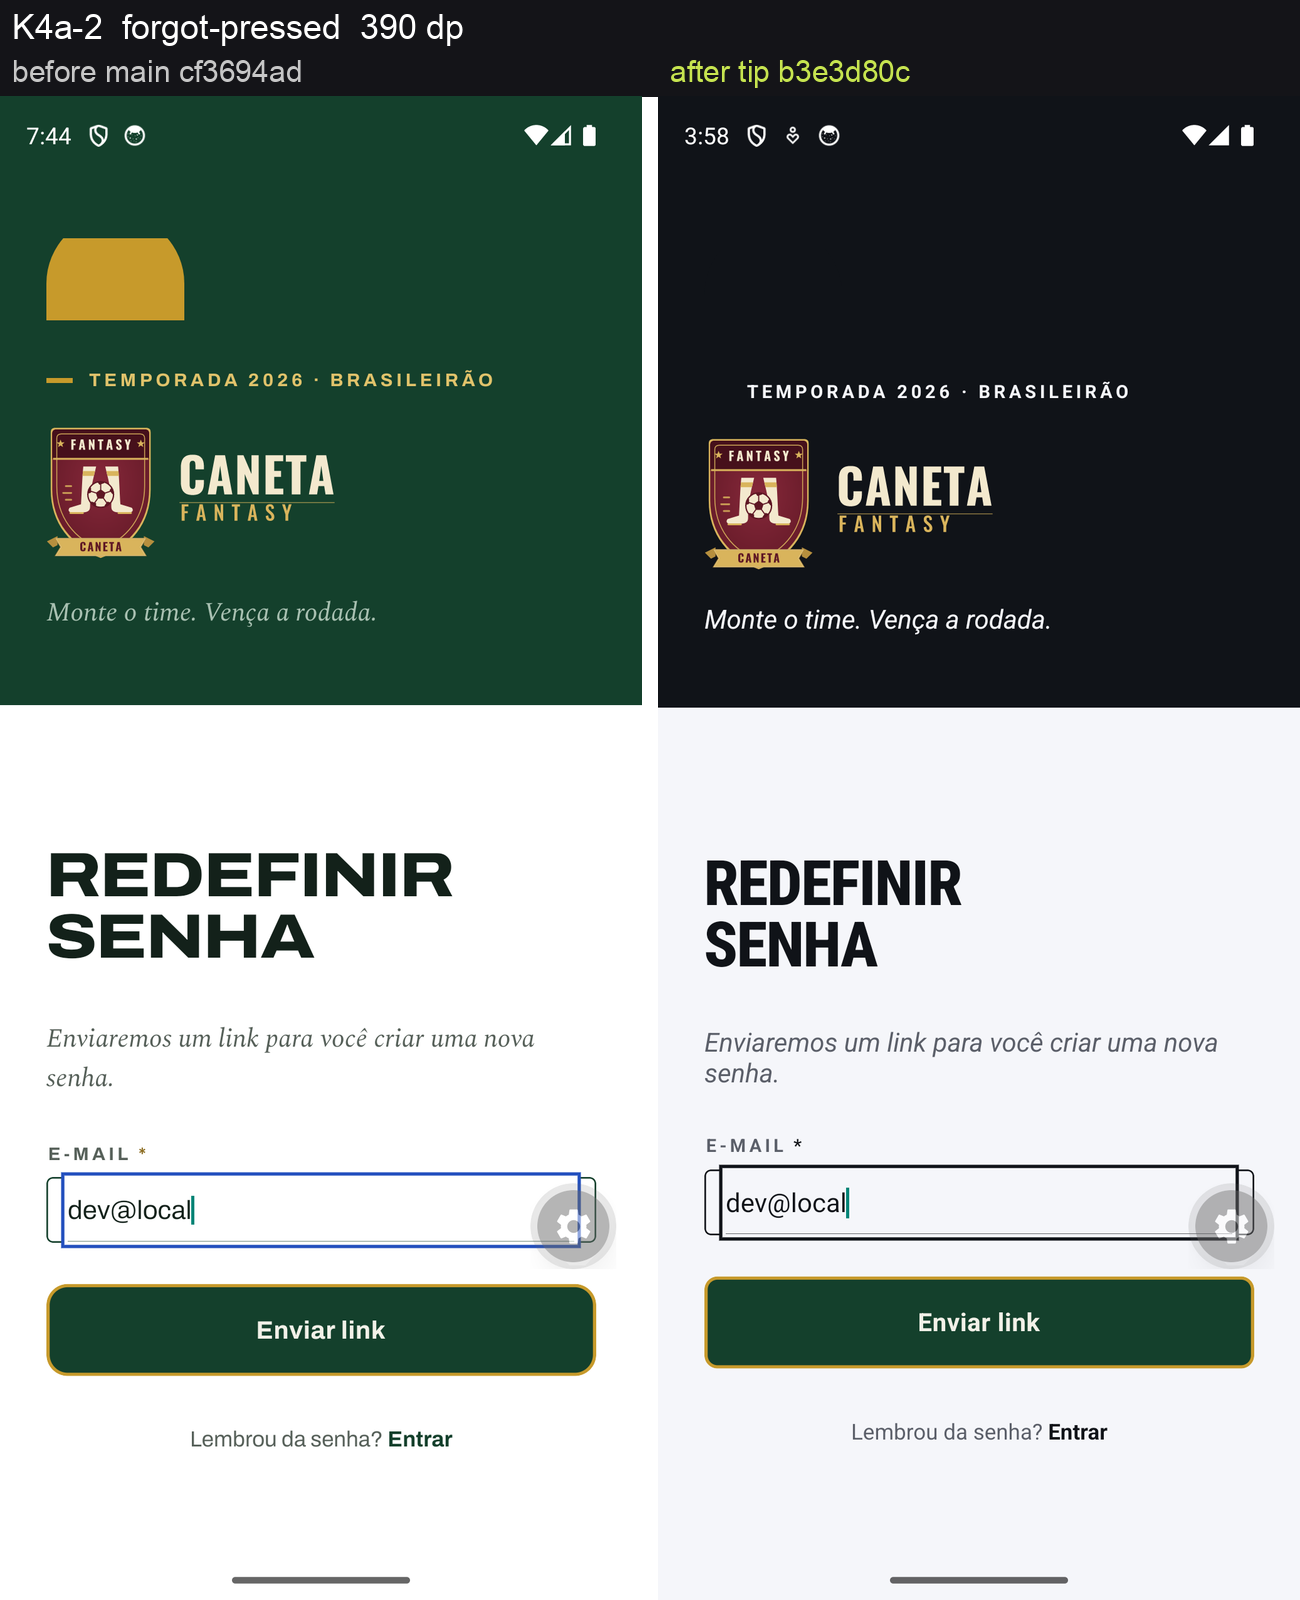 K4a-2 forgot-pressed 390 dp
before main cf3694ad
after tip b3e3d80c
7:44
TEMPORADA 2026 · BRASILEIRÃO
FANTASY
CANETA
CANETA
FANTASY
Monte o time. Vença a rodada.
REDEFINIR
SENHA
Enviaremos um link para você criar uma nova
senha.
E-MAIL *
dev@local
Enviar link
Lembrou da senha? Entrar
3:58
TEMPORADA 2026 · BRASILEIRÃO
FANTASY
CANETA
CANETA
FANTASY
Monte o time. Vença a rodada.
REDEFINIR
SENHA
Enviaremos um link para você criar uma nova
senha.
E-MAIL *
dev@local
Enviar link
Lembrou da senha? Entrar